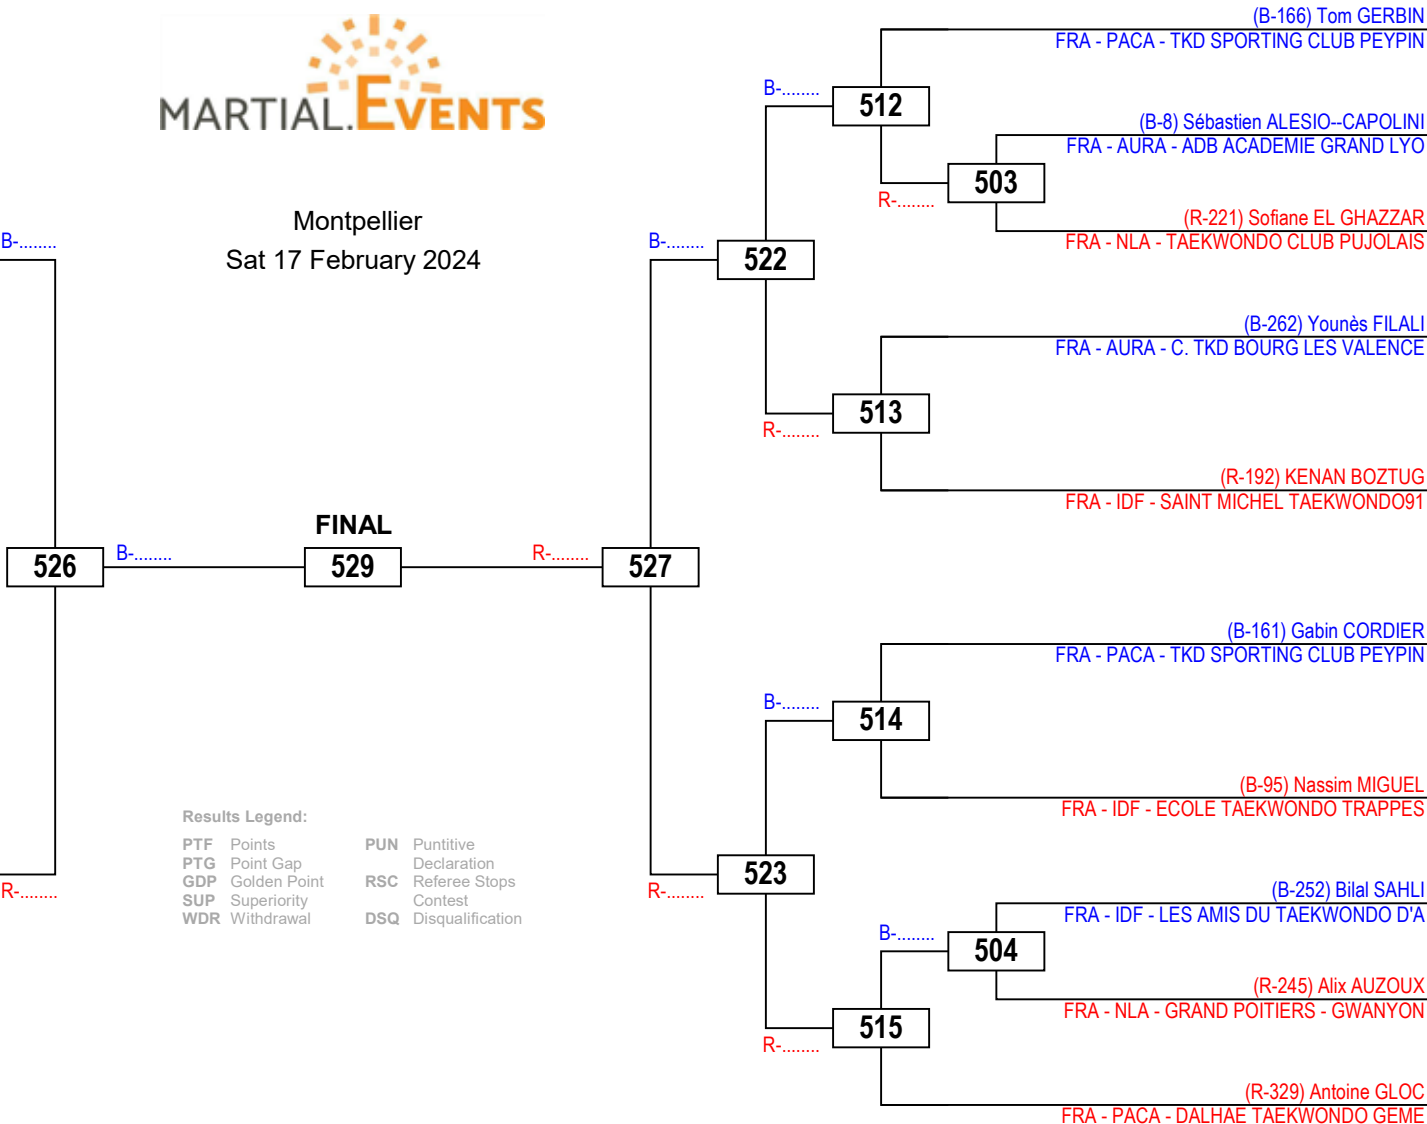 MARTIAL.EVENTS
Montpellier
Sat 17 February 2024
B-........
526
R-........
B-........
FINAL
529
R-........
527
B-........
R-........
522
523
B-........
512
R-........
513
B-........
514
R-........
515
R-........
503
B-........
504
(B-166) Tom GERBIN
FRA - PACA - TKD SPORTING CLUB PEYPIN
(B-8) Sébastien ALESIO--CAPOLINI
FRA - AURA - ADB ACADEMIE GRAND LYO
(R-221) Sofiane EL GHAZZAR
FRA - NLA - TAEKWONDO CLUB PUJOLAIS
(B-262) Younès FILALI
FRA - AURA - C. TKD BOURG LES VALENCE
(R-192) KENAN BOZTUG
FRA - IDF - SAINT MICHEL TAEKWONDO91
(B-161) Gabin CORDIER
FRA - PACA - TKD SPORTING CLUB PEYPIN
(B-95) Nassim MIGUEL
FRA - IDF - ECOLE TAEKWONDO TRAPPES
(B-252) Bilal SAHLI
FRA - IDF - LES AMIS DU TAEKWONDO D'A
(R-245) Alix AUZOUX
FRA - NLA - GRAND POITIERS - GWANYON
(R-329) Antoine GLOC
FRA - PACA - DALHAE TAEKWONDO GEME
Results Legend:
PTF Points
PTG Point Gap
GDP Golden Point
SUP Superiority
WDR Withdrawal
PUN Puntitive
Declaration
RSC Referee Stops
Contest
DSQ Disqualification